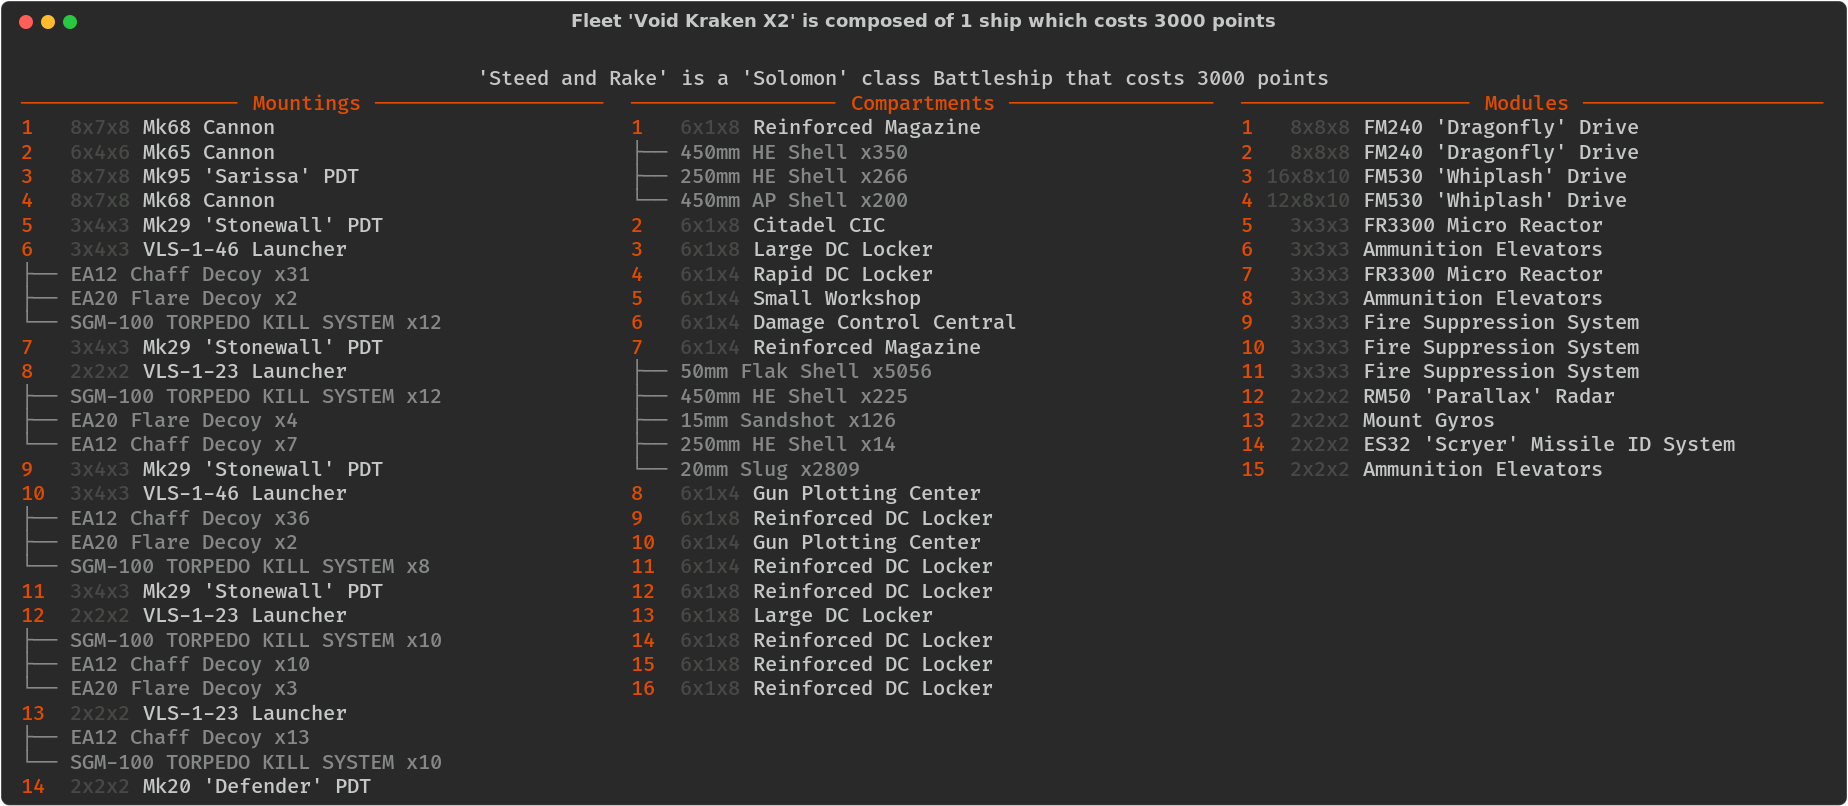 Fleet 'Void Kraken X2' is composed of 1 ship which costs 3000 points
'Steed and Rake' is a 'Solomon' class Battleship that costs 3000 points
Mountings
1 8x7x8 Mk68 Cannon
2 6x4x6 Mk65 Cannon
3 8x7x8 Mk95 'Sarissa' PDT
4 8x7x8 Mk68 Cannon
5 3x4x3 Mk29 'Stonewall' PDT
6 3x4x3 VLS-1-46 Launcher
EA12 Chaff Decoy x31
EA20 Flare Decoy x2
SGM-100 TORPEDO KILL SYSTEM x12
7 3x4x3 Mk29 'Stonewall' PDT
8 2x2x2 VLS-1-23 Launcher
SGM-100 TORPEDO KILL SYSTEM x12
EA20 Flare Decoy x4
EA12 Chaff Decoy x7
9 3x4x3 Mk29 'Stonewall' PDT
10 3x4x3 VLS-1-46 Launcher
EA12 Chaff Decoy x36
EA20 Flare Decoy x2
SGM-100 TORPEDO KILL SYSTEM x8
11 3x4x3 Mk29 'Stonewall' PDT
12 2x2x2 VLS-1-23 Launcher
SGM-100 TORPEDO KILL SYSTEM x10
EA12 Chaff Decoy x10
EA20 Flare Decoy x3
13 2x2x2 VLS-1-23 Launcher
EA12 Chaff Decoy x13
SGM-100 TORPEDO KILL SYSTEM x10
14 2x2x2 Mk20 'Defender' PDT
Compartments
1 6x1x8 Reinforced Magazine
450mm HE Shell x350
250mm HE Shell x266
450mm AP Shell x200
2 6x1x8 Citadel CIC
3 6x1x8 Large DC Locker
4 6x1x4 Rapid DC Locker
5 6x1x4 Small Workshop
6 6x1x4 Damage Control Central
7 6x1x4 Reinforced Magazine
50mm Flak Shell x5056
450mm HE Shell x225
15mm Sandshot x126
250mm HE Shell x14
20mm Slug x2809
8 6x1x4 Gun Plotting Center
9 6x1x8 Reinforced DC Locker
10 6x1x4 Gun Plotting Center
11 6x1x4 Reinforced DC Locker
12 6x1x8 Reinforced DC Locker
13 6x1x8 Large DC Locker
14 6x1x8 Reinforced DC Locker
15 6x1x8 Reinforced DC Locker
16 6x1x8 Reinforced DC Locker
Modules
1 8x8x8 FM240 'Dragonfly' Drive
2 8x8x8 FM240 'Dragonfly' Drive
3 16x8x10 FM530 'Whiplash' Drive
4 12x8x10 FM530 'Whiplash' Drive
5 3x3x3 FR3300 Micro Reactor
6 3x3x3 Ammunition Elevators
7 3x3x3 FR3300 Micro Reactor
8 3x3x3 Ammunition Elevators
9 3x3x3 Fire Suppression System
10 3x3x3 Fire Suppression System
11 3x3x3 Fire Suppression System
12 2x2x2 RM50 'Parallax' Radar
13 2x2x2 Mount Gyros
14 2x2x2 ES32 'Scryer' Missile ID System
15 2x2x2 Ammunition Elevators